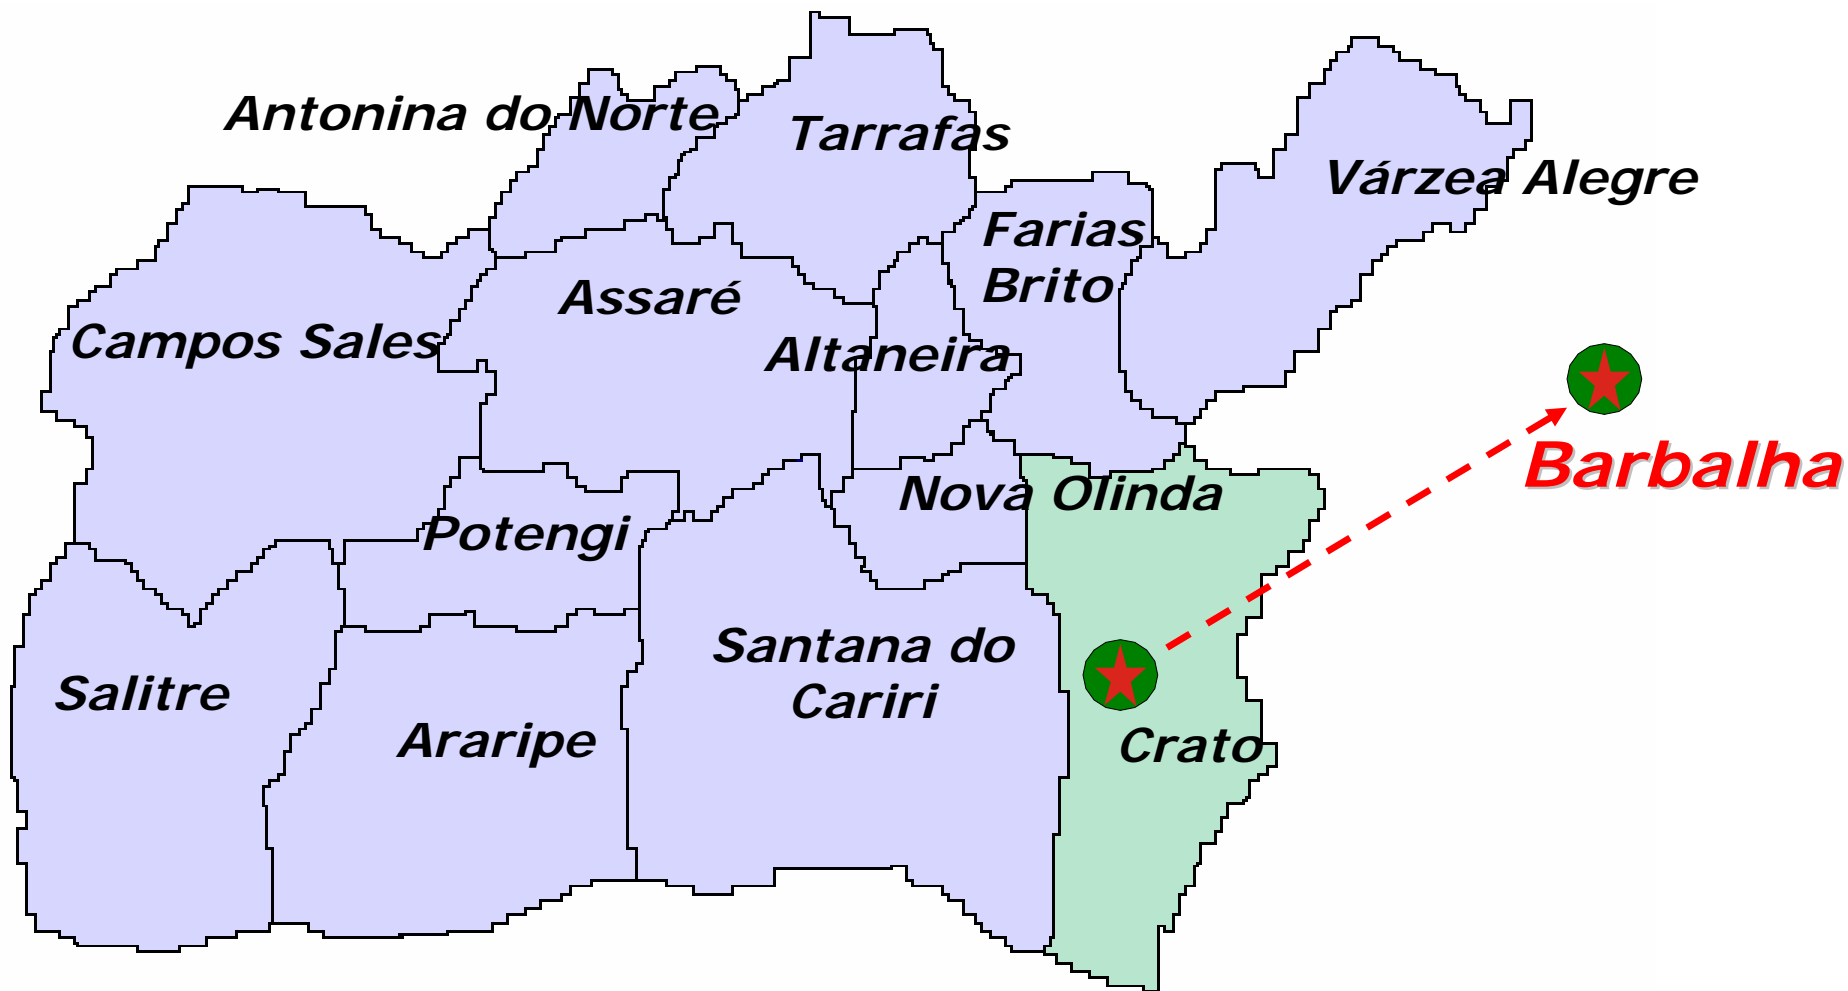 Antonina do Norte
Tarrafas
Várzea Alegre
Farias
Brito
Assaré
Campos Sales
Altaneira
Barbalha
Nova Olinda
Potengi
Santana do
Cariri
Salitre
Araripe
Crato